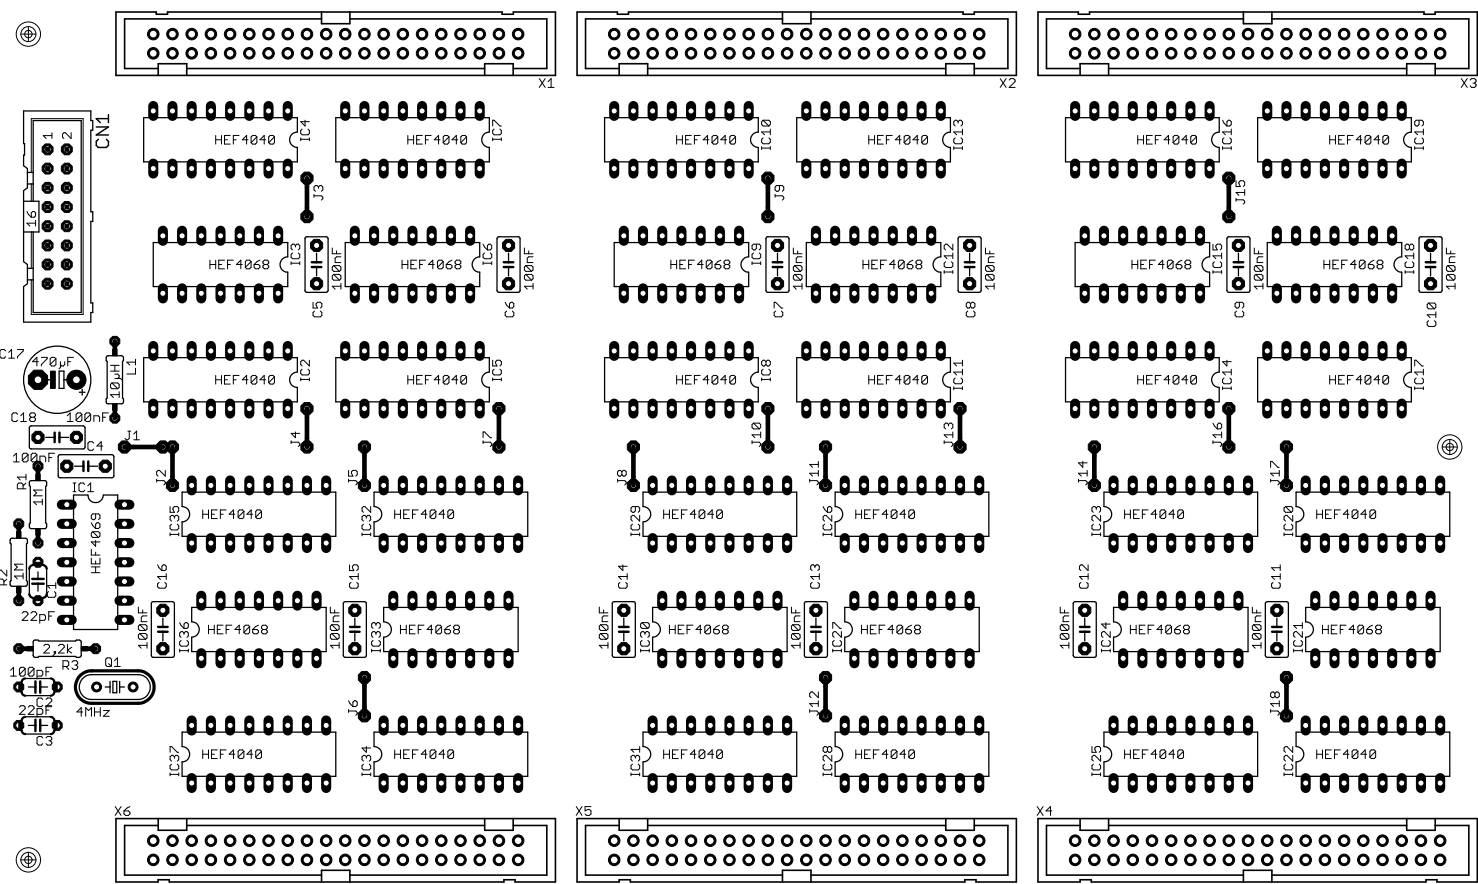 X1 X2 X3
CN1
1 2
16
HEF4040 IC4 HEF4040 IC7 HEF4040 IC10 HEF4040 IC13 HEF4040 IC16 HEF4040 IC19
J3 J9 J15
HEF4068 IC3 HEF4068 IC6 HEF4068 IC9 HEF4068 IC12 HEF4068 IC15 HEF4068 IC18
100nF 100nF 100nF 100nF 100nF 100nF
C5 C6 C7 C8 C9 C10
C17 470µF + 10µH L1
HEF4040 IC2 HEF4040 IC5 HEF4040 IC8 HEF4040 IC11 HEF4040 IC14 HEF4040 IC17
C18 100nF
J1 J4 J7 J10 J13 J16
100nF C4
J2 J5 J8 J11 J14 J17
R1 1M IC1
IC35 HEF4040 IC32 HEF4040 IC29 HEF4040 IC26 HEF4040 IC23 HEF4040 IC20 HEF4040
HEF4069
R2 1M C1
22pF
C16 C15 C14 C13 C12 C11
100nF 100nF 100nF 100nF 100nF 100nF
IC36 HEF4068 IC33 HEF4068 IC30 HEF4068 IC27 HEF4068 IC24 HEF4068 IC21 HEF4068
2,2k
R3 Q1
100pF
C2
22pF 4MHz
C3
J6 J12 J18
IC37 HEF4040 IC34 HEF4040 IC31 HEF4040 IC28 HEF4040 IC25 HEF4040 IC22 HEF4040
X6 X5 X4